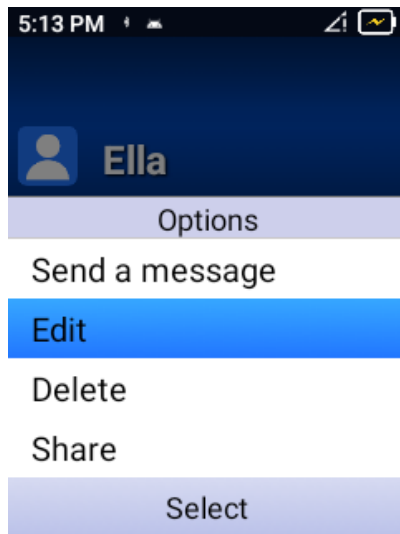 5:13 PM
Ella
Options
Send a message
Edit
Delete
Share
Select